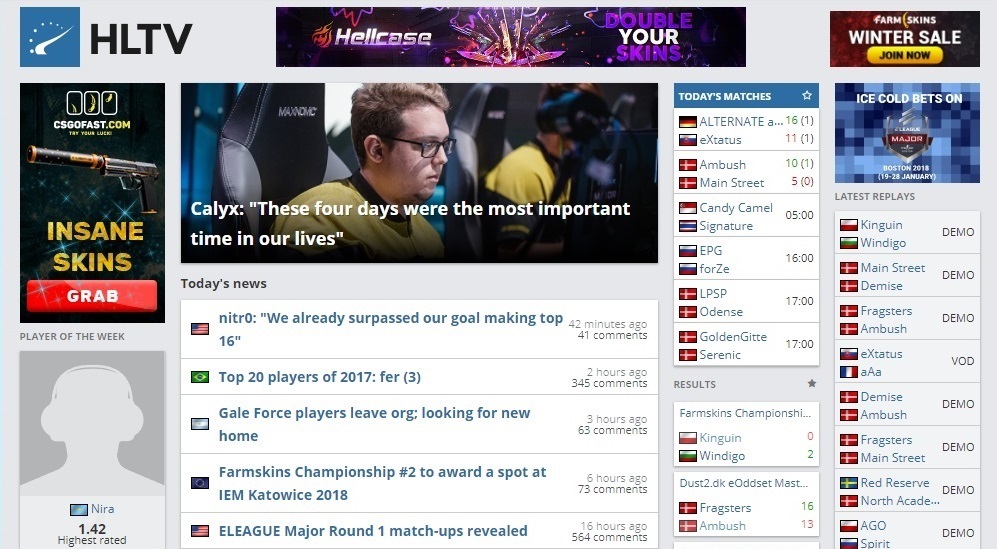 HLTV
Hellcase
DOUBLE
YOUR
SKINS
FARM SKINS
WINTER SALE
JOIN NOW
CSGOFAST.COM
TRY YOUR LUCK!
INSANE
SKINS
GRAB
PLAYER OF THE WEEK
Nira
1.42
Highest rated
MAXNOMIC
Calyx: "These four days were the most important
time in our lives"
Today's news
nitr0: "We already surpassed our goal making top
16"
42 minutes ago
41 comments
Top 20 players of 2017: fer (3)
2 hours ago
345 comments
Gale Force players leave org; looking for new
home
3 hours ago
63 comments
Farmskins Championship #2 to award a spot at
IEM Katowice 2018
6 hours ago
73 comments
ELEAGUE Major Round 1 match-ups revealed
16 hours ago
564 comments
TODAY'S MATCHES
ALTERNATE a... 16 (1)
eXtatus 11 (1)
Ambush 10 (1)
Main Street 5 (0)
Candy Camel
Signature
05:00
EPG
forZe
16:00
LPSP
Odense
17:00
GoldenGitte
Serenic
17:00
RESULTS
Farmskins Championshi...
Kinguin 0
Windigo 2
Dust2.dk eOddset Mast...
Fragsters 16
Ambush 13
ICE COLD BETS ON
ELEAGUE
MAJOR
BOSTON 2018
(19-28 JANUARY)
LATEST REPLAYS
Kinguin
Windigo
DEMO
Main Street
Demise
DEMO
Fragsters
Ambush
DEMO
eXtatus
aAa
VOD
Demise
Ambush
DEMO
Fragsters
Main Street
DEMO
Red Reserve
North Acade...
DEMO
AGO
Spirit
DEMO